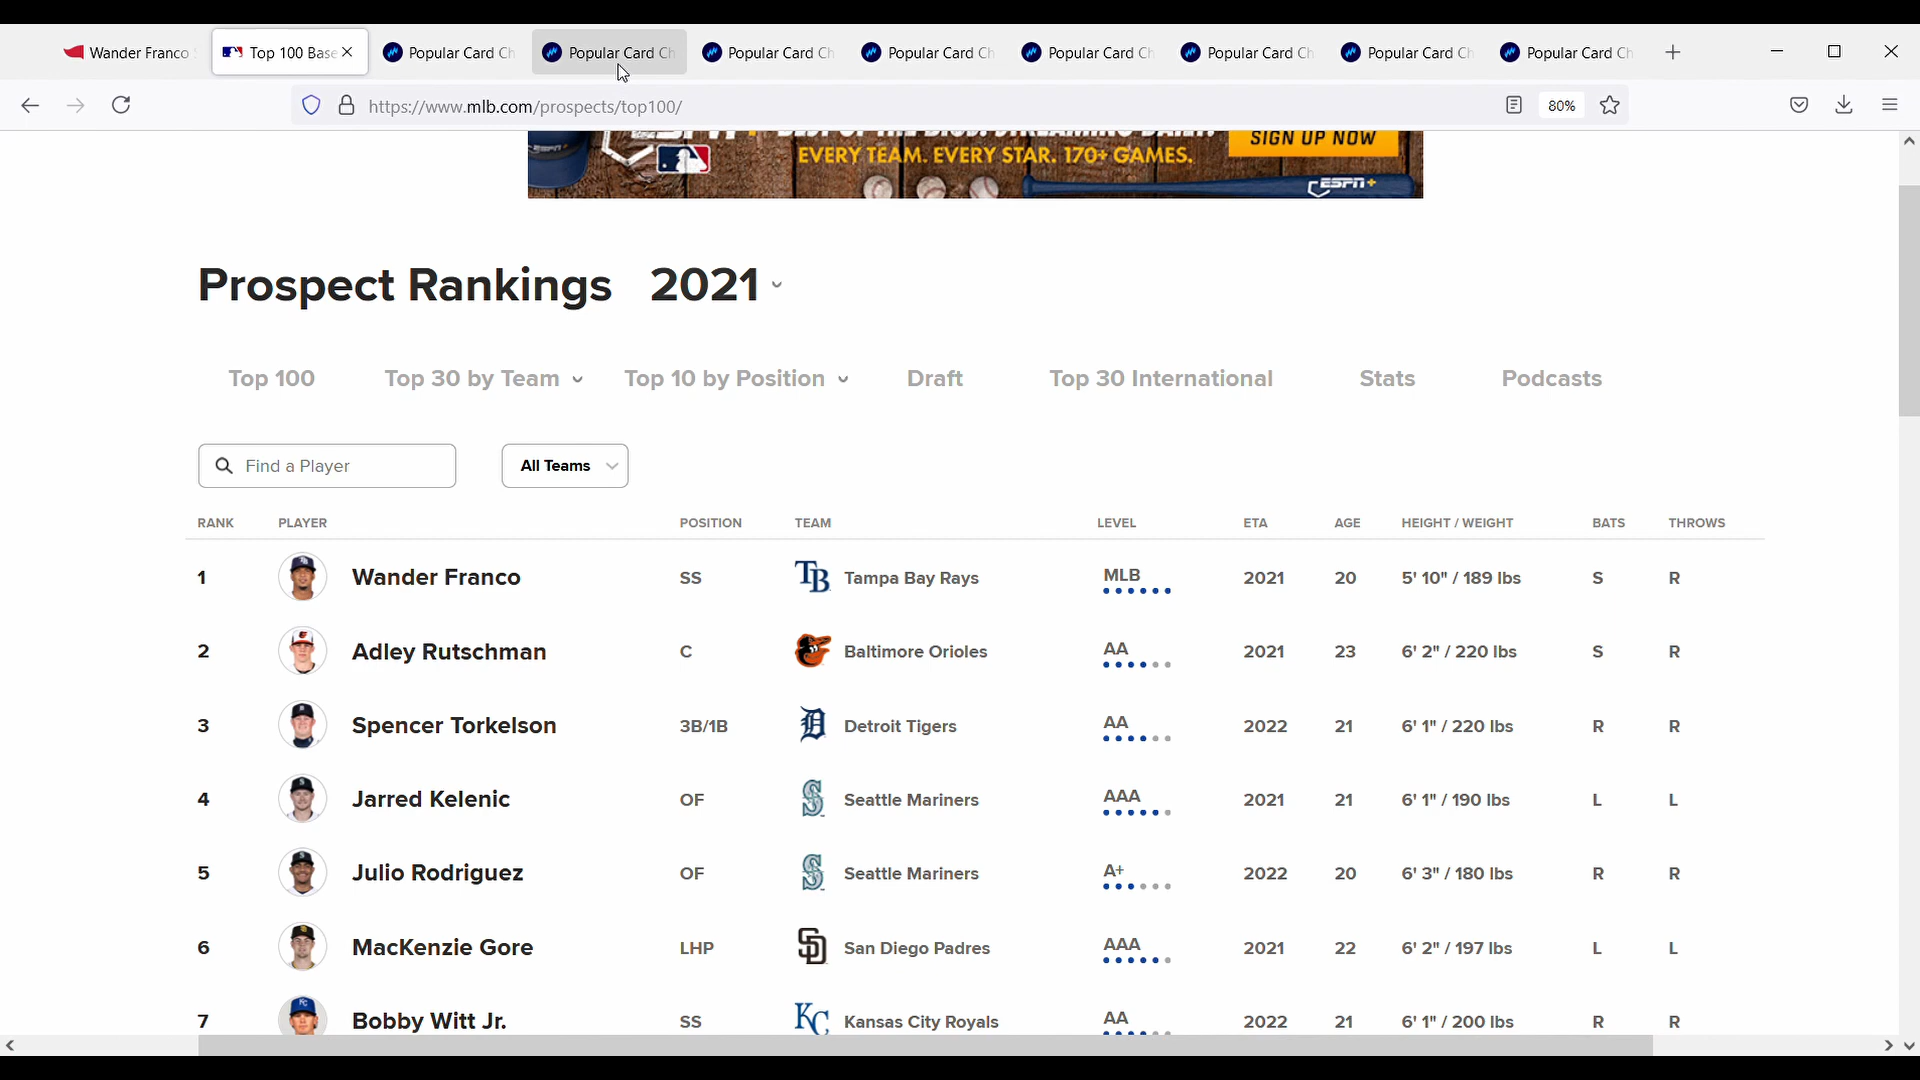 Wander Franco
Top 100 Base
Popular Card Ch
Popular Card Ch
Popular Card Ch
Popular Card Ch
Popular Card Ch
Popular Card Ch
Popular Card Ch
Popular Card Ch
https://www.mlb.com/prospects/top100/
80%
EVERY TEAM. EVERY STAR. 170+ GAMES.
SIGN UP NOW
ESPN+
Prospect Rankings 2021
Top 100 Top 30 by Team Top 10 by Position Draft Top 30 International Stats Podcasts
Find a Player All Teams
RANK PLAYER POSITION TEAM LEVEL ETA AGE HEIGHT / WEIGHT BATS THROWS
1 Wander Franco SS TB Tampa Bay Rays MLB 2021 20 5' 10" / 189 lbs S R
2 Adley Rutschman C Baltimore Orioles AA 2021 23 6' 2" / 220 lbs S R
3 Spencer Torkelson 3B/1B D Detroit Tigers AA 2022 21 6' 1" / 220 lbs R R
4 Jarred Kelenic OF S Seattle Mariners AAA 2021 21 6' 1" / 190 lbs L L
5 Julio Rodriguez OF S Seattle Mariners A+ 2022 20 6' 3" / 180 lbs R R
6 MacKenzie Gore LHP SD San Diego Padres AAA 2021 22 6' 2" / 197 lbs L L
7 Bobby Witt Jr. SS KC Kansas City Royals AA 2022 21 6' 1" / 200 lbs R R